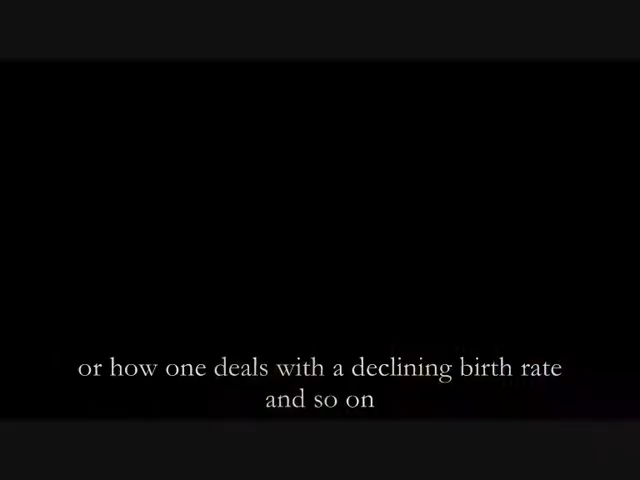 or how one deals with a declining birth rate
and so on